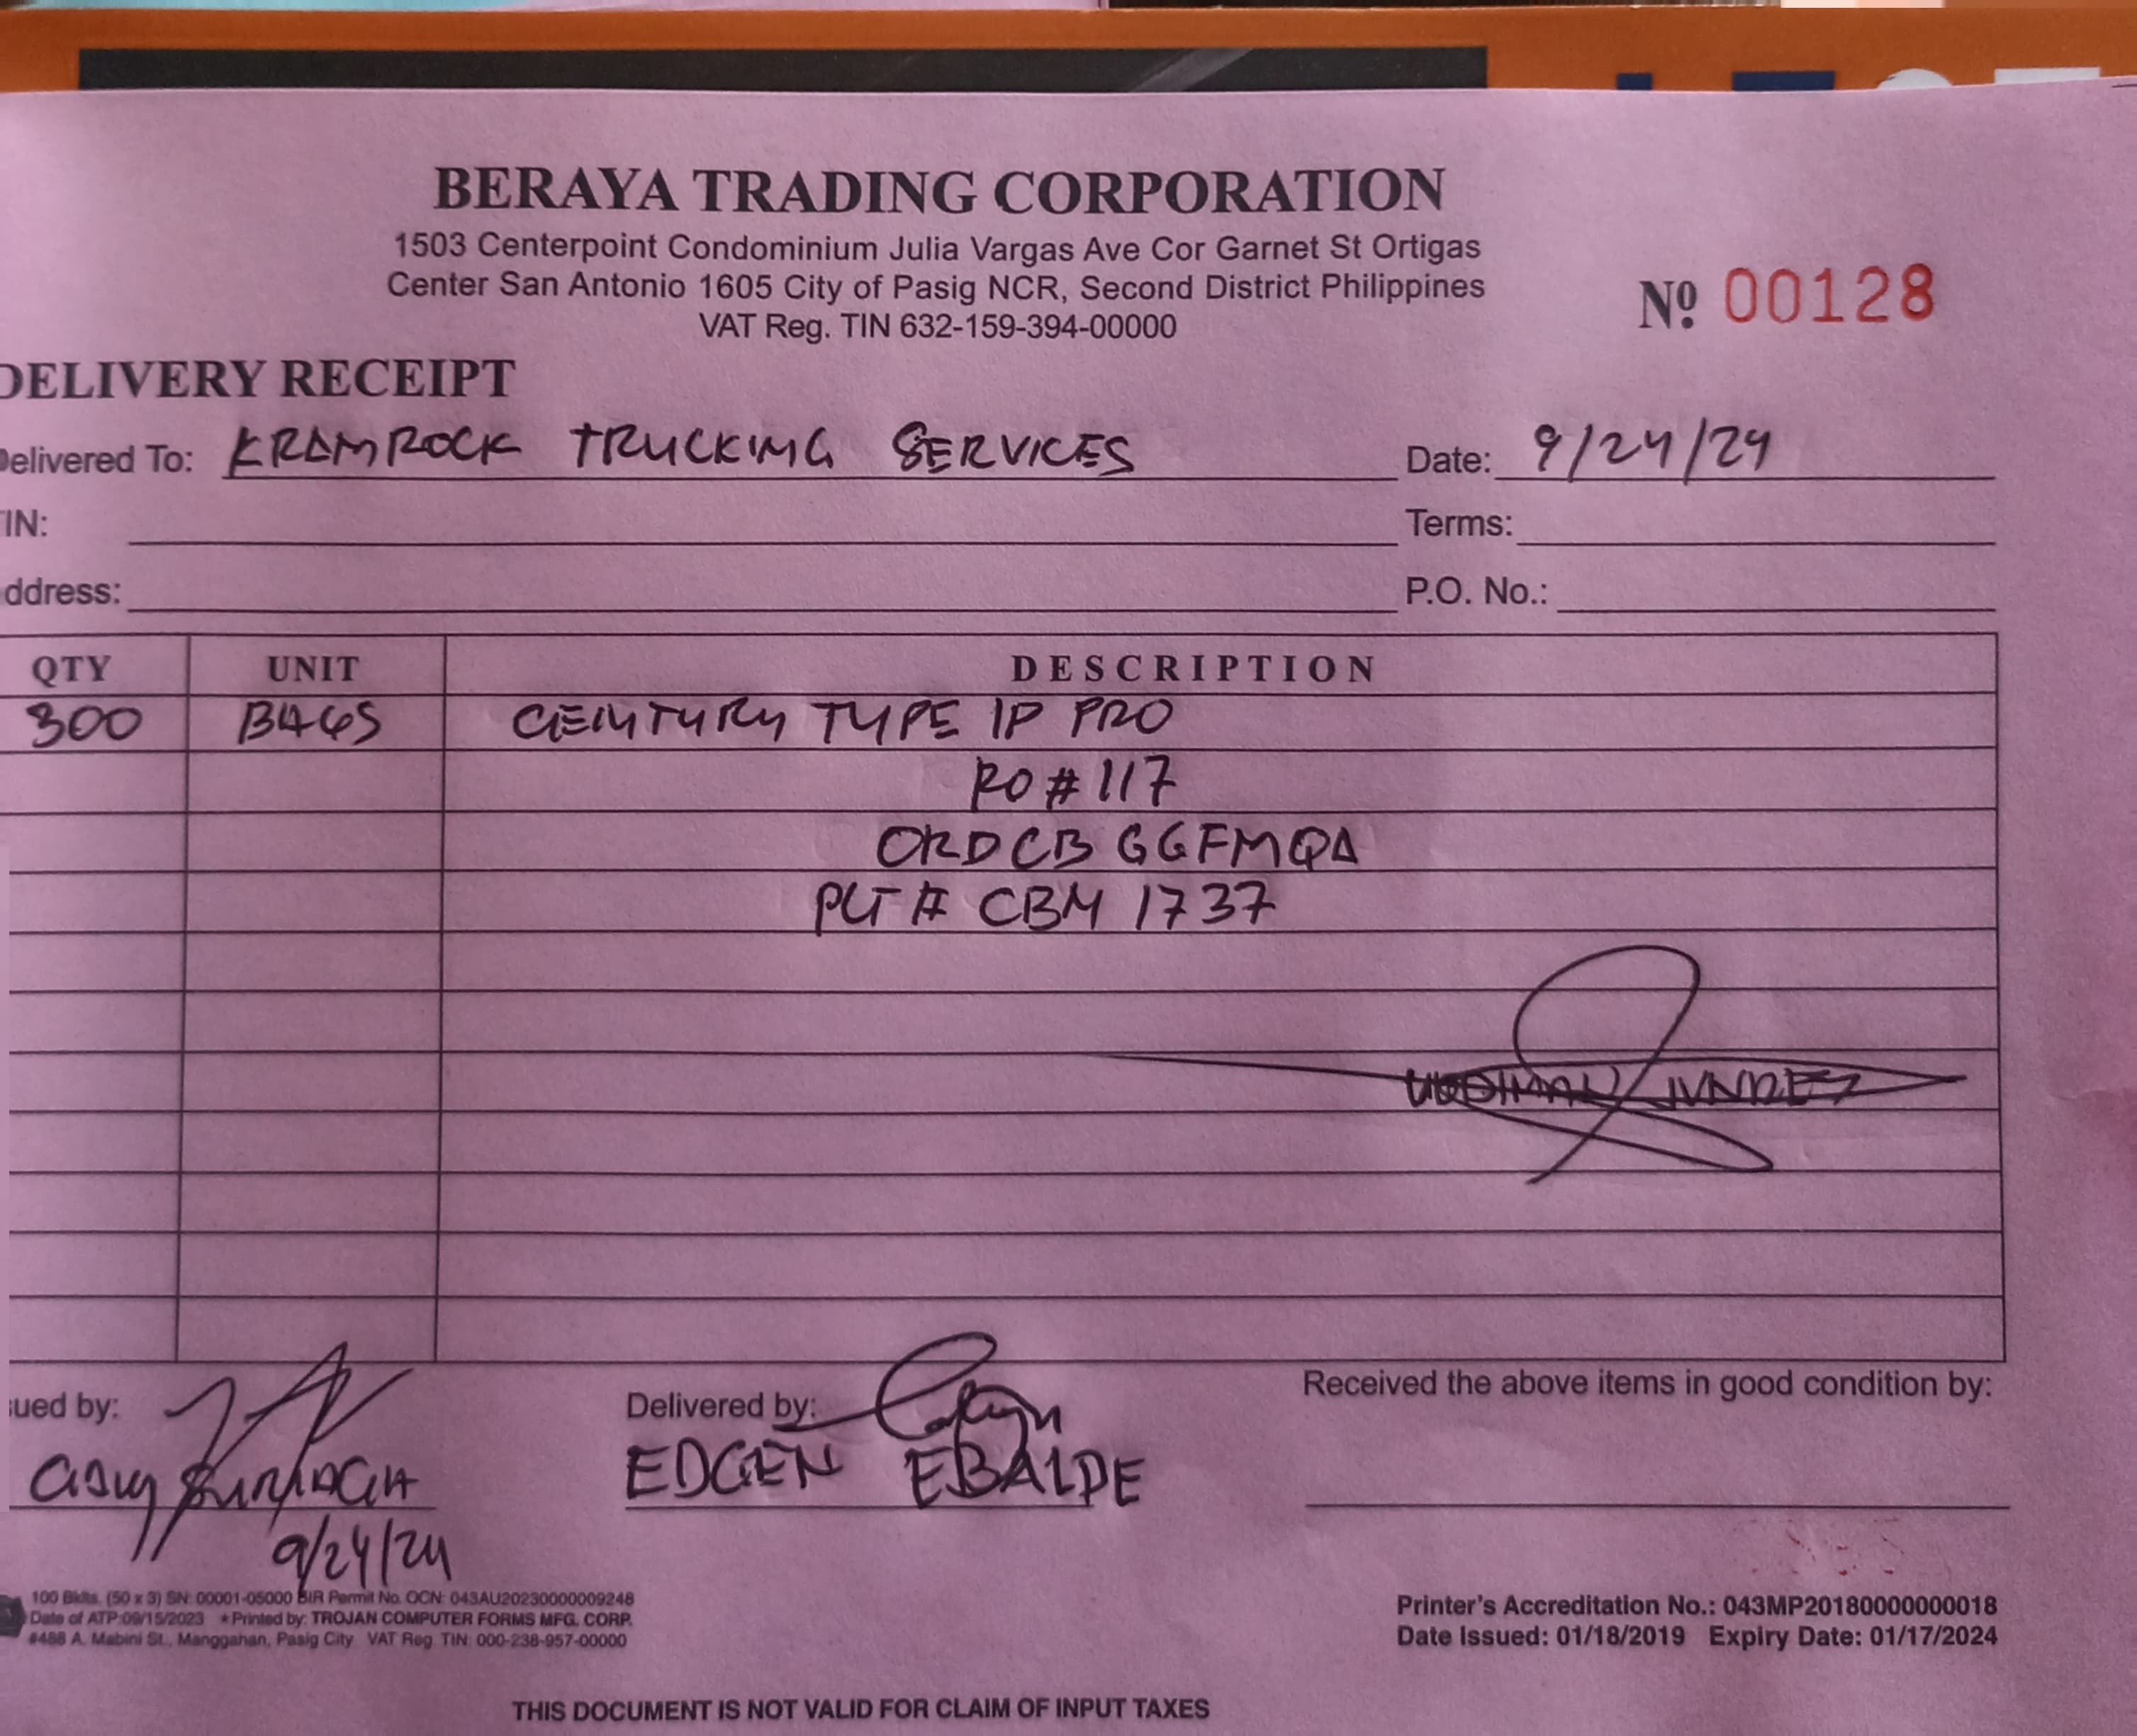 BERAYA TRADING CORPORATION
1503 Centerpoint Condominium Julia Vargas Ave Cor Garnet St Ortigas
Center San Antonio 1605 City of Pasig NCR, Second District Philippines
VAT Reg. TIN 632-159-394-00000
Nº 00128
DELIVERY RECEIPT
Delivered To: KRAMROCK TRUCKING SERVICES Date: 9/24/24
TIN: Terms:
ddress: P.O. No.:
QTY UNIT DESCRIPTION
300 BAGS CENTURY TYPE IP PRO
RO # 117
ORDCB GGFMQA
PLT # CBM 1737
ued by: Delivered by: Received the above items in good condition by:
EDGEN EBALDE
9/24/24
100 Bklts. (50 x 3) SN: 00001-05000 BIR Permit No. OCN: 043AU20230000009248
Date of ATP:09/15/2023 *Printed by: TROJAN COMPUTER FORMS MFG. CORP.
#488 A. Mabini St., Manggahan, Pasig City VAT Reg. TIN: 000-238-957-00000
Printer's Accreditation No.: 043MP20180000000018
Date Issued: 01/18/2019 Expiry Date: 01/17/2024
THIS DOCUMENT IS NOT VALID FOR CLAIM OF INPUT TAXES